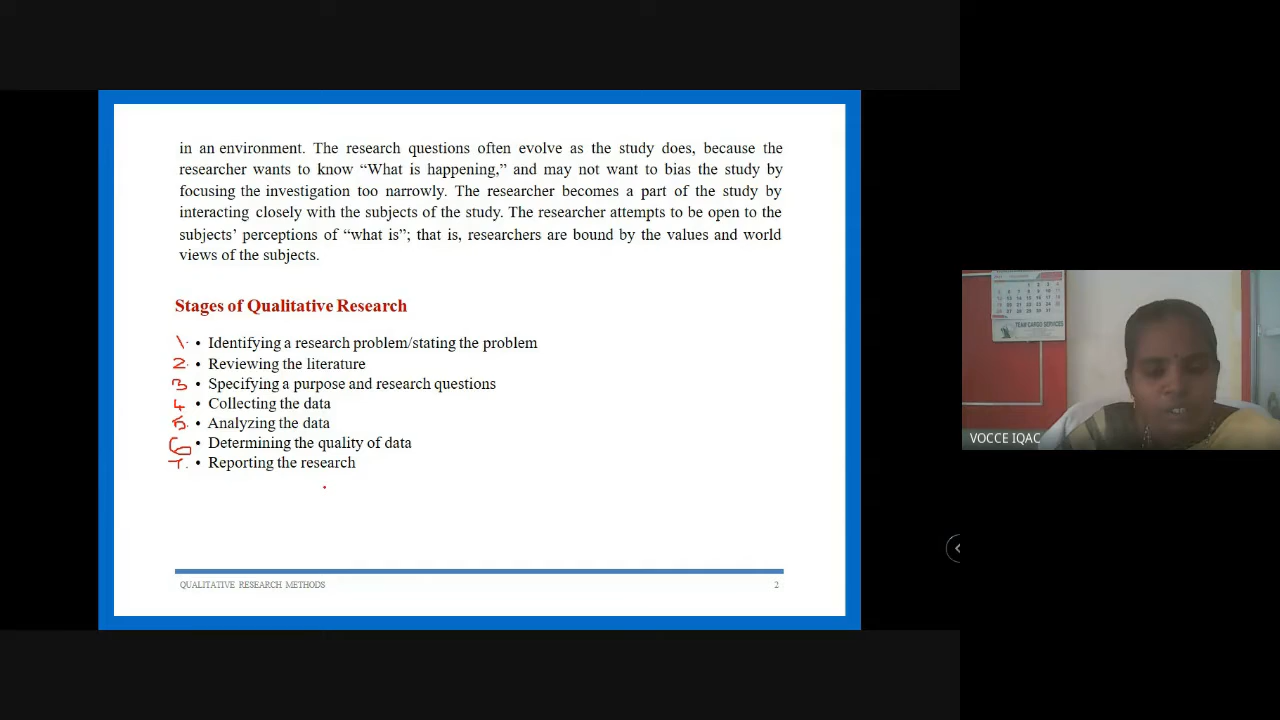 in an environment. The research questions often evolve as the study does, because the
researcher wants to know “What is happening,” and may not want to bias the study by
focusing the investigation too narrowly. The researcher becomes a part of the study by
interacting closely with the subjects of the study. The researcher attempts to be open to the
subjects’ perceptions of “what is”; that is, researchers are bound by the values and world
views of the subjects.
Stages of Qualitative Research
1. • Identifying a research problem/stating the problem
2. • Reviewing the literature
3 • Specifying a purpose and research questions
4 • Collecting the data
5. • Analyzing the data
6 • Determining the quality of data
7. • Reporting the research
QUALITATIVE RESEARCH METHODS 2
TEAM CARGO SERVICES
VOCCE IQAC